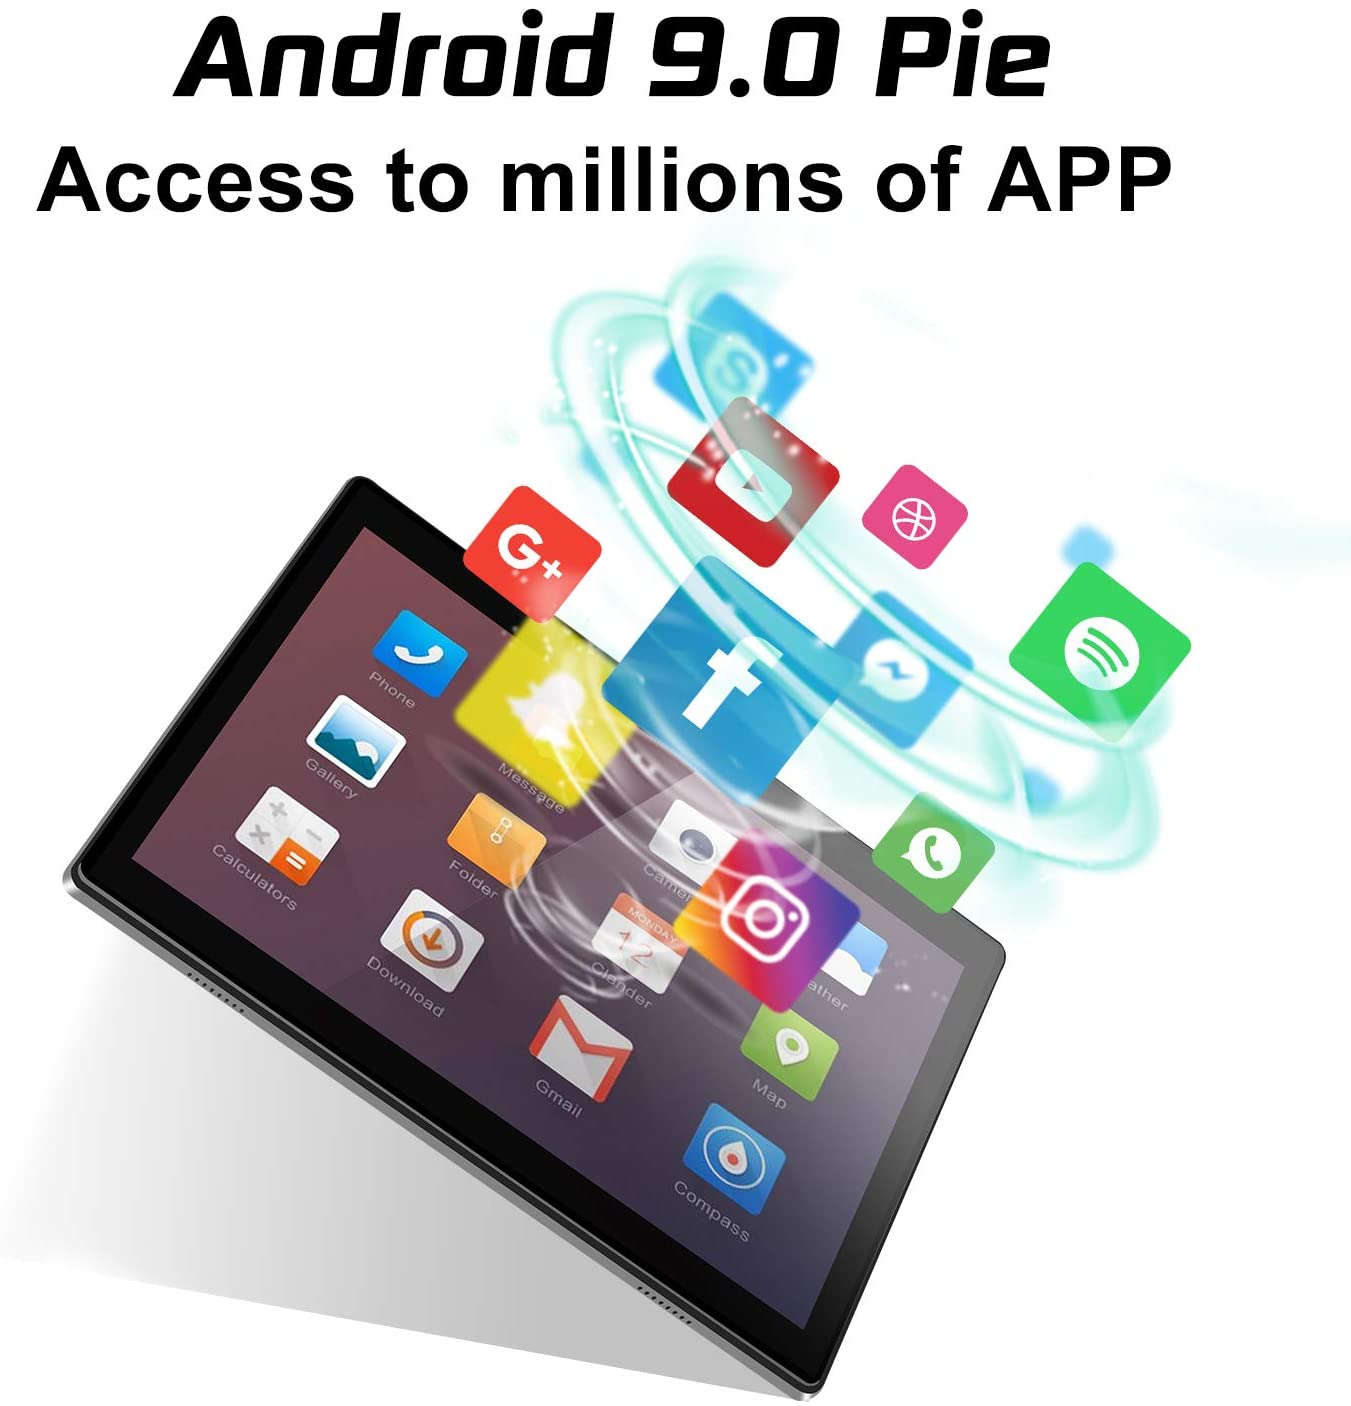 Android 9.0 Pie
Access to millions of APP
G+
f
Phone
Gallery
Message
Calculators
Folder
MONDAY
12
Clander
Download
Gmail
Map
Compass